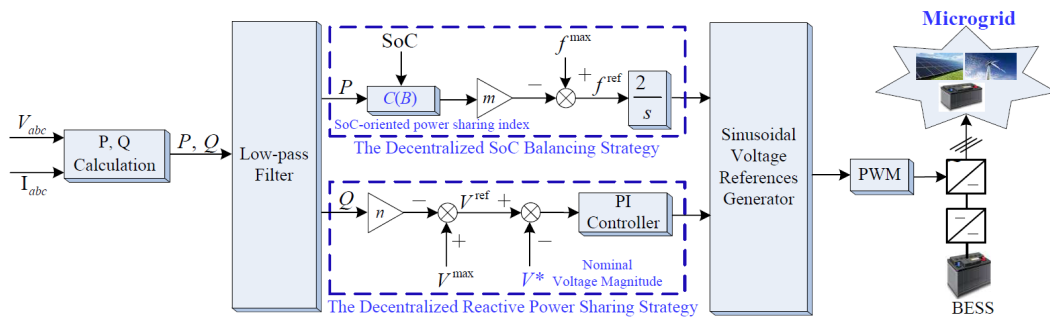 Microgrid
SoC
f^max
P
C(B)
m
−
+
f^ref
2
s
SoC-oriented power sharing index
The Decentralized SoC Balancing Strategy
V_abc
I_abc
P, Q
Calculation
P, Q
Low-pass
Filter
Sinusoidal
Voltage
References
Generator
PWM
Q
n
−
V^ref
+
+
−
PI
Controller
V^max
V*
Nominal
Voltage Magnitude
The Decentralized Reactive Power Sharing Strategy
BESS